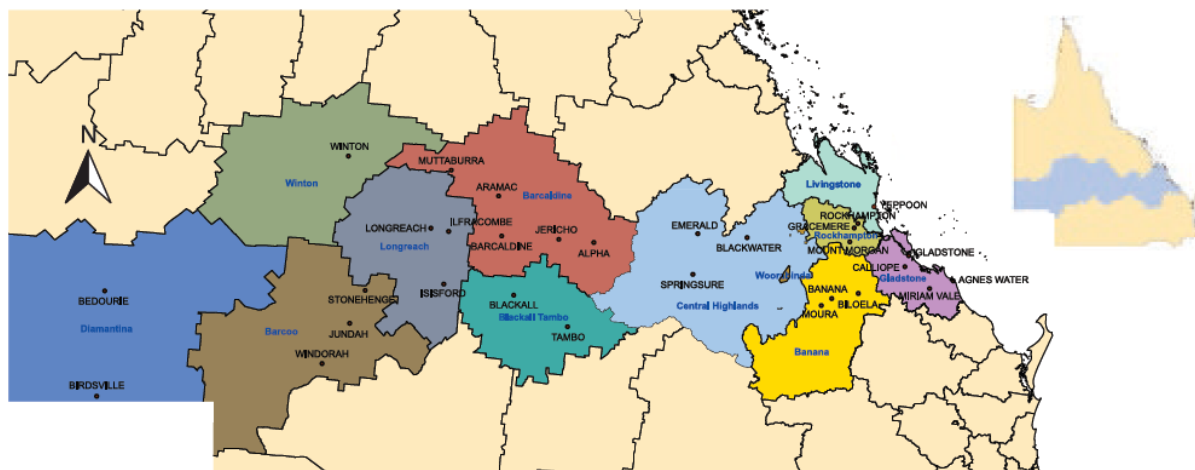 N
WINTON
Winton
MUTTABURRA
ARAMAC
Barcaldine
LONGREACH
ILFRACOMBE
Longreach
BARCALDINE
JERICHO
ALPHA
EMERALD
BLACKWATER
Livingstone
YEPPOON
ROCKHAMPTON
GRACEMERE
Rockhampton
MOUNT MORGAN
GLADSTONE
CALLIOPE
Gladstone
AGNES WATER
MIRIAM VALE
Woorabinda
SPRINGSURE
Central Highlands
BANANA
BILOELA
MOURA
Banana
BEDOURIE
Diamantina
BIRDSVILLE
STONEHENGE
ISISFORD
Barcoo
JUNDAH
WINDORAH
BLACKALL
Blackall Tambo
TAMBO